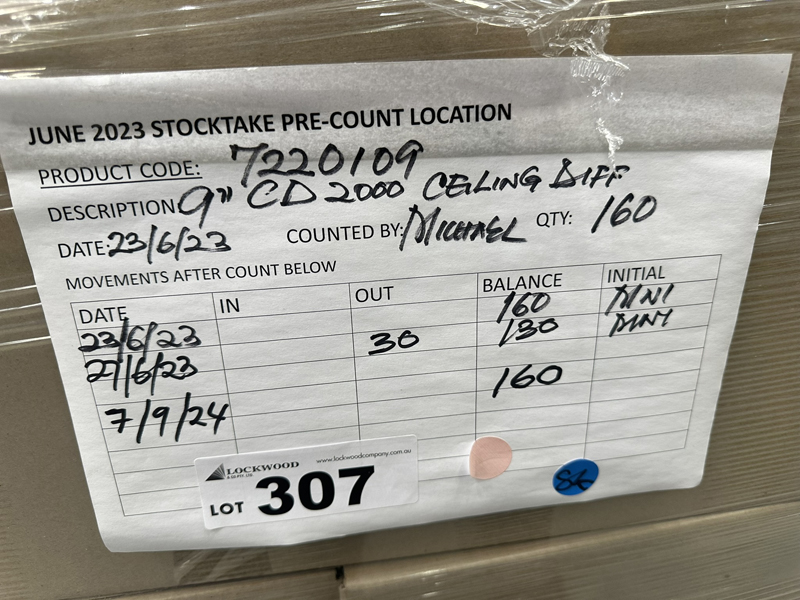 JUNE 2023 STOCKTAKE PRE-COUNT LOCATION
PRODUCT CODE: 7220109
DESCRIPTION 9" CD 2000 CEILING DIFF
DATE: 23/6/23 COUNTED BY: MICHAEL QTY: 160
MOVEMENTS AFTER COUNT BELOW
DATE IN OUT BALANCE INITIAL
23/6/23 160
27/6/23 30 130
7/9/24 160
LOCKWOOD www.lockwoodcompany.com.au
LOT 307